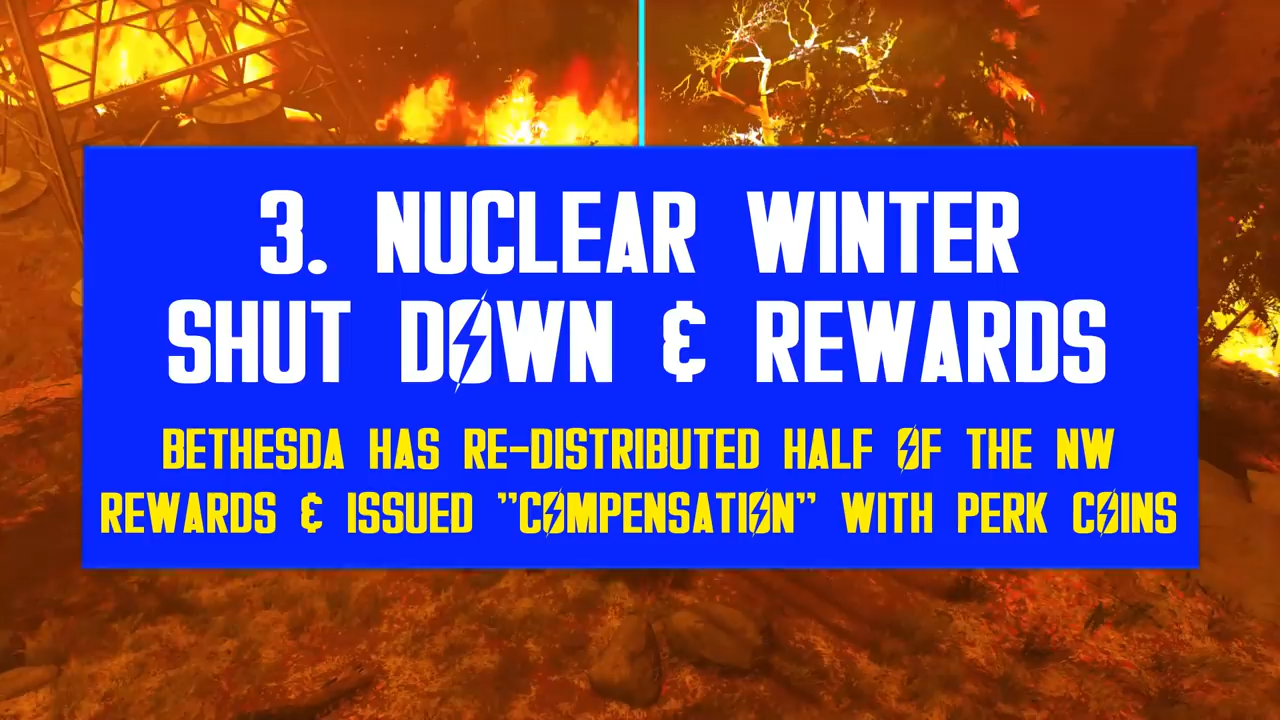 3. NUCLEAR WINTER
SHUT DOWN & REWARDS
BETHESDA HAS RE-DISTRIBUTED HALF OF THE NW
REWARDS & ISSUED "COMPENSATION" WITH PERK COINS